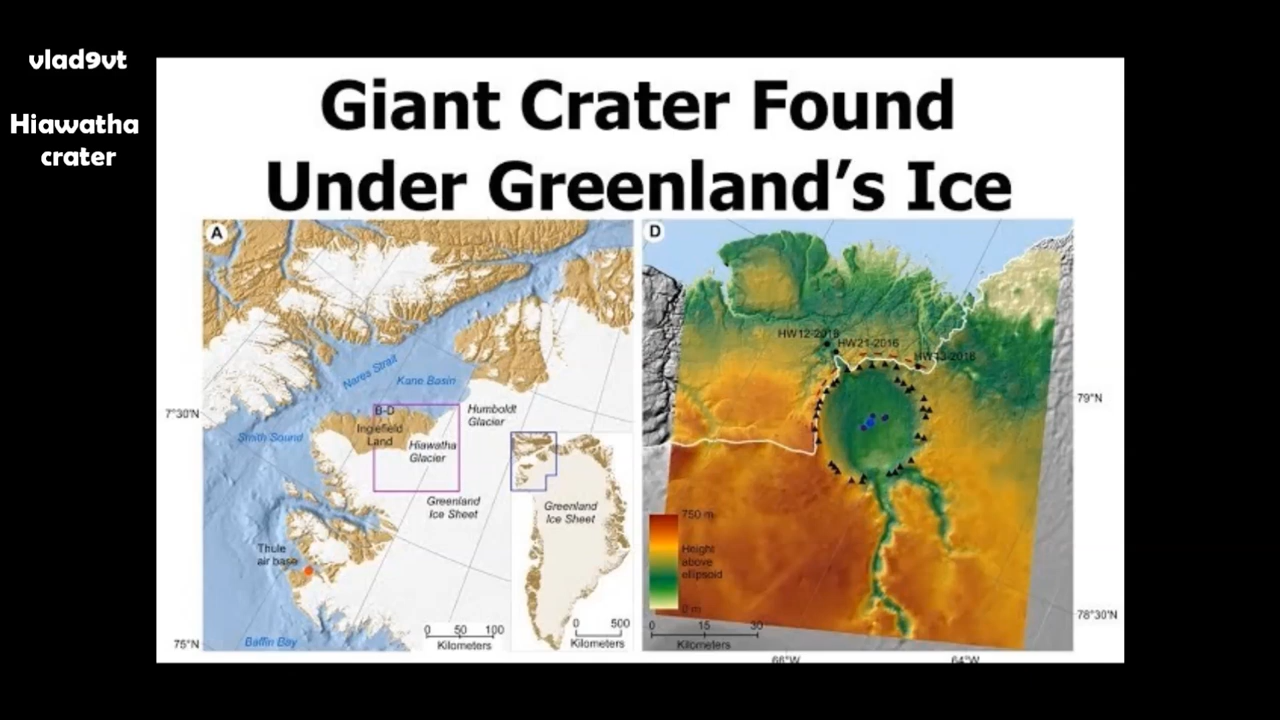 vlad9vt
Hiawatha
crater
Giant Crater Found
Under Greenland's Ice
A
Nares Strait
Kane Basin
7°30'N
B-D
Humboldt
Glacier
Inglefield
Land
Smith Sound
Hiawatha
Glacier
Greenland
Ice Sheet
Greenland
Ice Sheet
Thule
air base
0 50 100
Kilometers
0 500
Kilometers
75°N
Baffin Bay
D
HW12-2016
HW21-2016
HW13-2016
79°N
750 m
Height
above
ellipsoid
0 m
0 15 30
Kilometers
78°30'N
66°W
64°W